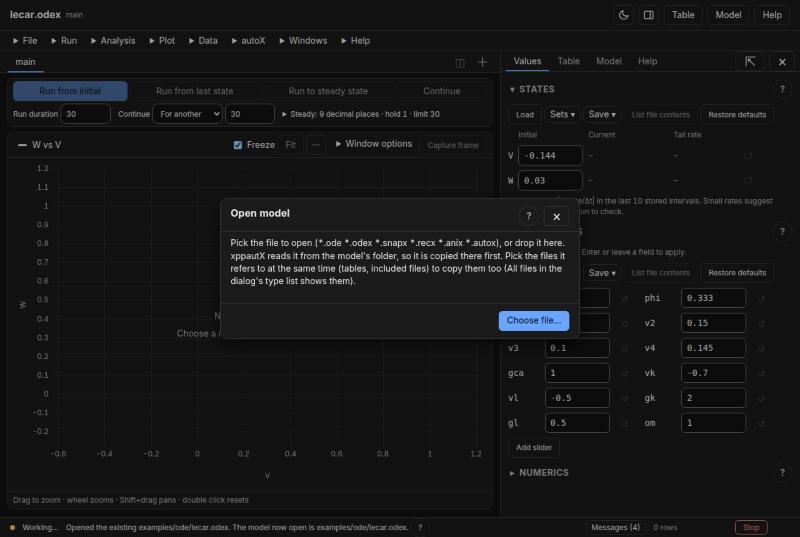 lecar.odex main
Table Model Help
File Run Analysis Plot Data autoX Windows Help
main
Run from initial Run from last state Run to steady state Continue
Run duration 30 Continue For another 30 Steady: 9 decimal places · hold 1 · limit 30
W vs V Freeze Fit ... Window options Capture frame
1.2
1.1
1
0.9
0.8
0.7
0.6
0.5
0.4
0.3
0.2
0.1
0
−0.1
−0.2
W
−0.6 −0.4 −0.2 0 0.2 0.4 0.6 0.8 1 1.2
V
N
Choose a
Drag to zoom · wheel zooms · Shift+drag pans · double click resets
Open model
?
Pick the file to open (*.ode *.odex *.snapx *.recx *.anix *.autox), or drop it here.
xppautX reads it from the model's folder, so it is copied there first. Pick the files it
refers to at the same time (tables, included files) to copy them too (All files in the
dialog's type list shows them).
Choose file...
Values Table Model Help
STATES ?
Load Sets Save List file contents Restore defaults
Initial Current Tail rate
V -0.144 – –
W 0.03 – –
e/Δt| in the last 10 stored intervals. Small rates suggest
un to check.
S ?
Enter or leave a field to apply.
Save List file contents Restore defaults
phi 0.333
v2 0.15
v3 0.1 v4 0.145
gca 1 vk -0.7
vl -0.5 gk 2
gl 0.5 om 1
Add slider
NUMERICS ?
Working... Opened the existing examples/ode/lecar.odex. The model now open is examples/ode/lecar.odex. ? Messages (4) 0 rows Stop